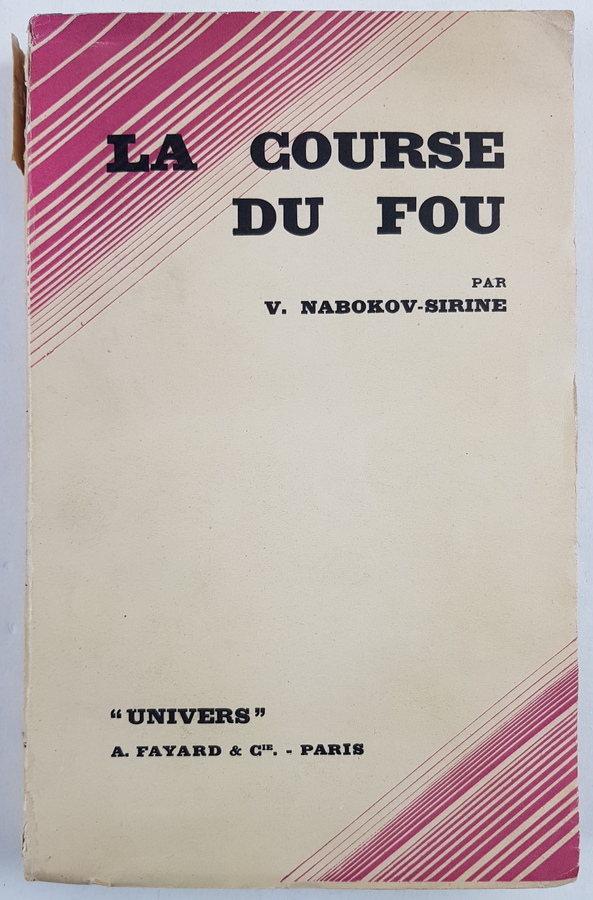 LA COURSE
DU FOU
PAR
V. NABOKOV-SIRINE
“UNIVERS”
A. FAYARD & CIE. - PARIS